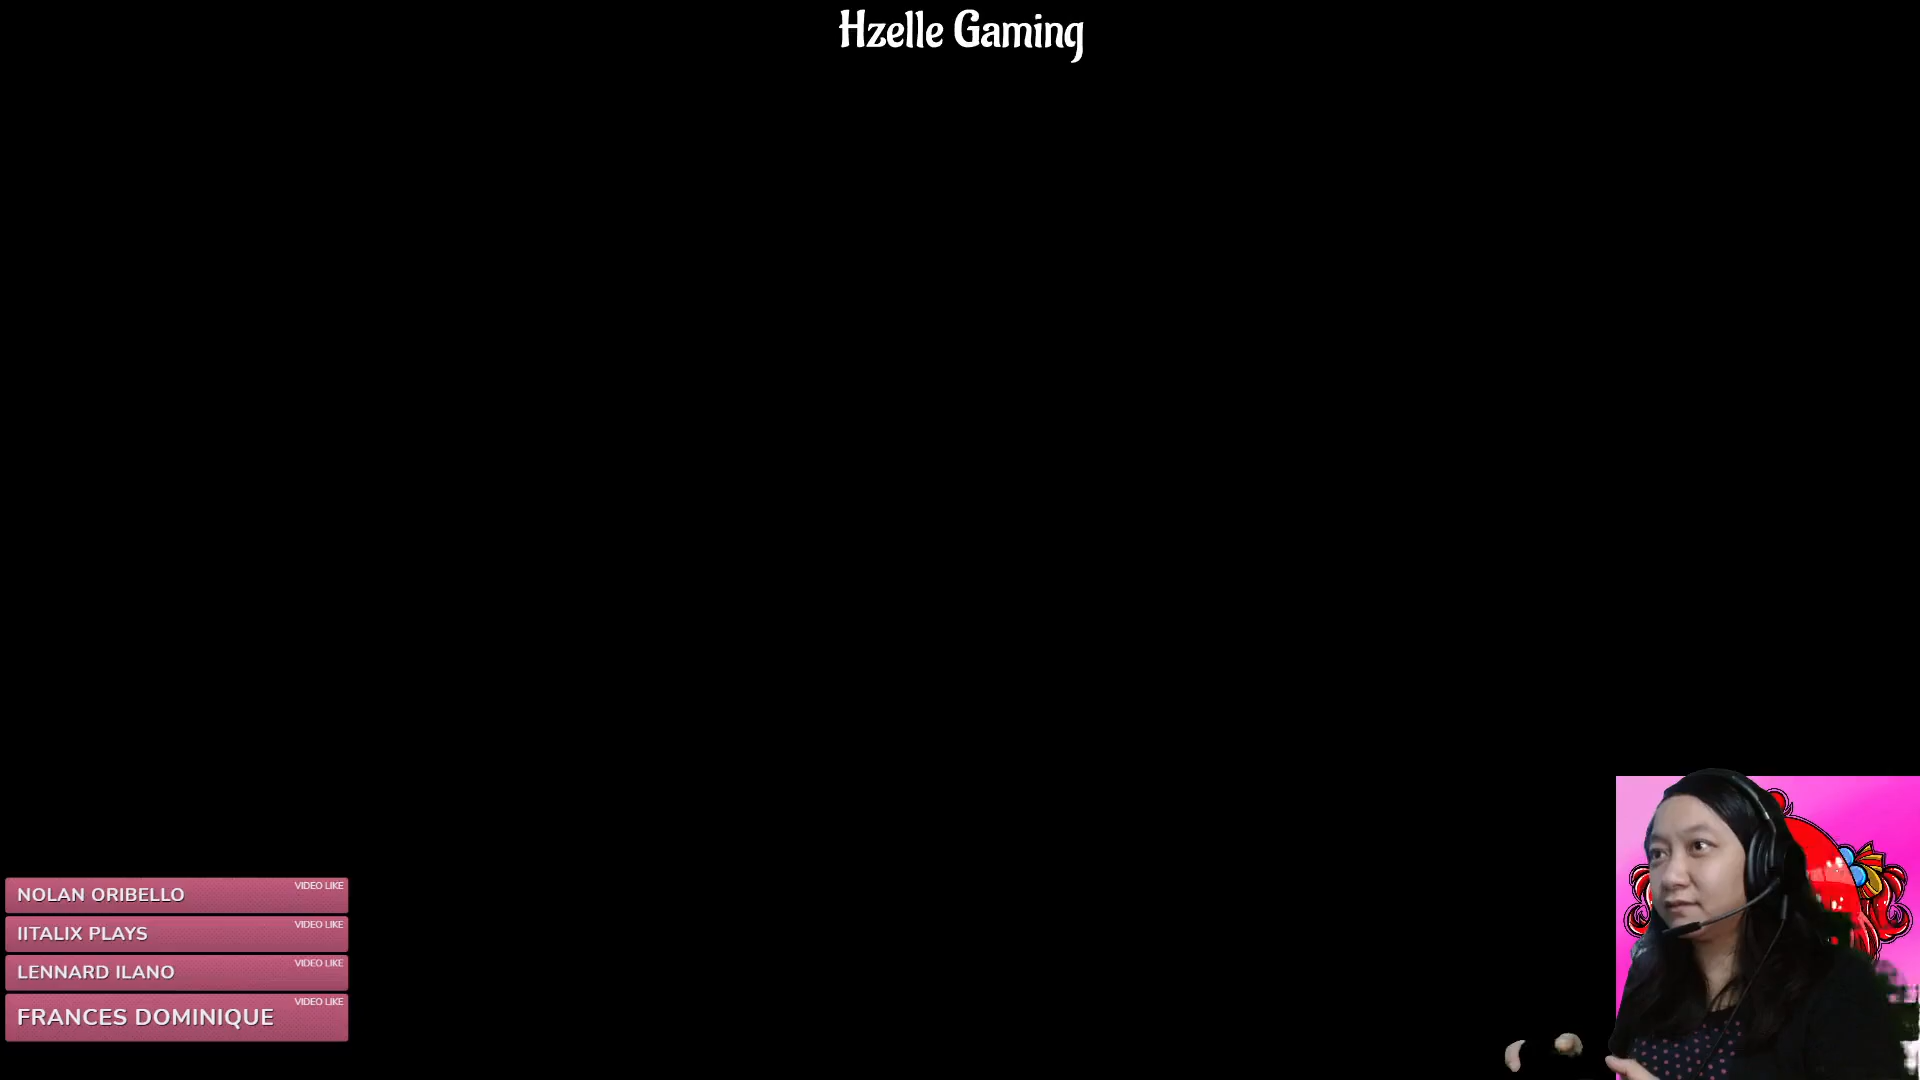 Hzelle Gaming
NOLAN ORIBELLO VIDEO LIKE
IITALIX PLAYS VIDEO LIKE
LENNARD ILANO VIDEO LIKE
FRANCES DOMINIQUE VIDEO LIKE